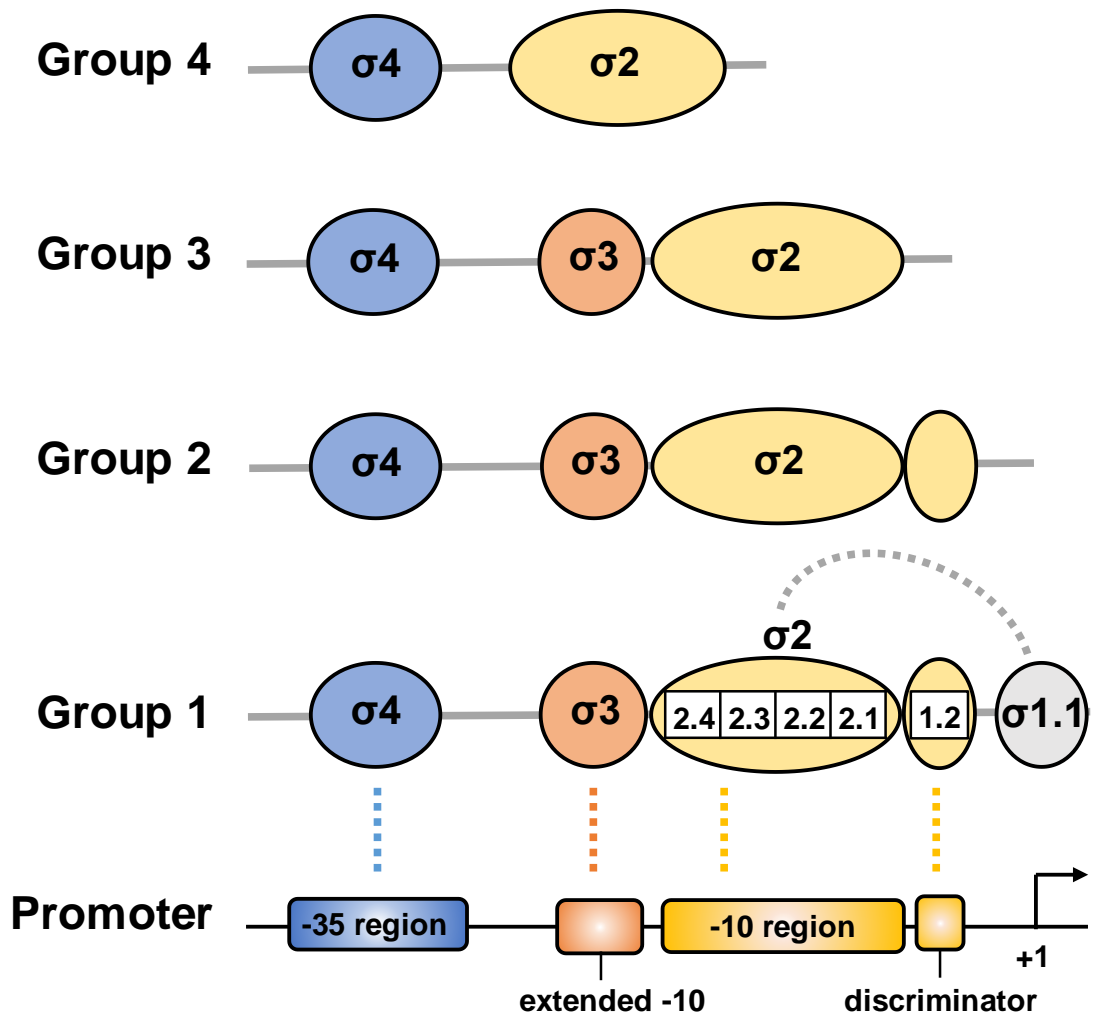 Group 4
σ4
σ2
Group 3
σ4
σ3
σ2
Group 2
σ4
σ3
σ2
σ2
Group 1
σ4
σ3
2.4
2.3
2.2
2.1
1.2
σ1.1
Promoter
-35 region
-10 region
+1
extended -10
discriminator